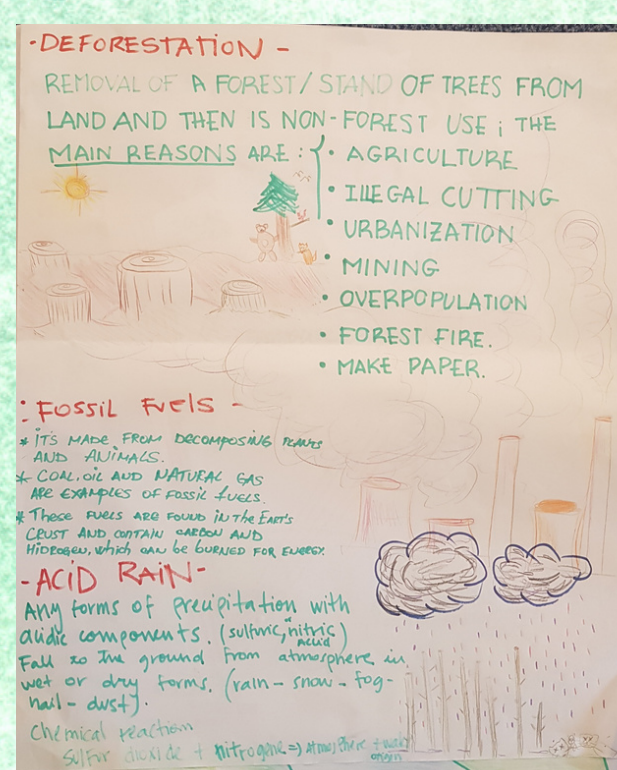 ·DEFORESTATION -
REMOVAL OF A FOREST/ STAND OF TREES FROM
LAND AND THEN IS NON-FOREST USE ; THE
MAIN REASONS ARE : { · AGRICULTURE
· ILLEGAL CUTTING
· URBANIZATION
· MINING
· OVERPOPULATION
· FOREST FIRE.
· MAKE PAPER.
: FOSSIL FUELS -
* ITS MADE FROM DECOMPOSING PLANTS
AND ANIMALS.
* COAL.OIL AND NATURAL GAS
ARE EXAMPLES OF FOSSIL FUELS.
* THESE FUELS ARE FOUND IN THE EART'S
CRUST AND CONTAIN CARBON AND
HIDROGEN, which CAN be bURNED FOR ENERGY.
-ACID RAIN-
Any forms of precipitation with
acidic components. (sulfuric, nitric)
acid
Fall to the ground from atmosphere in
wet or dry forms. (rain - snow - fog-
hail - dust).
Chemical reaction
Sulfur dioxide + nitrogene => Atmosphere +